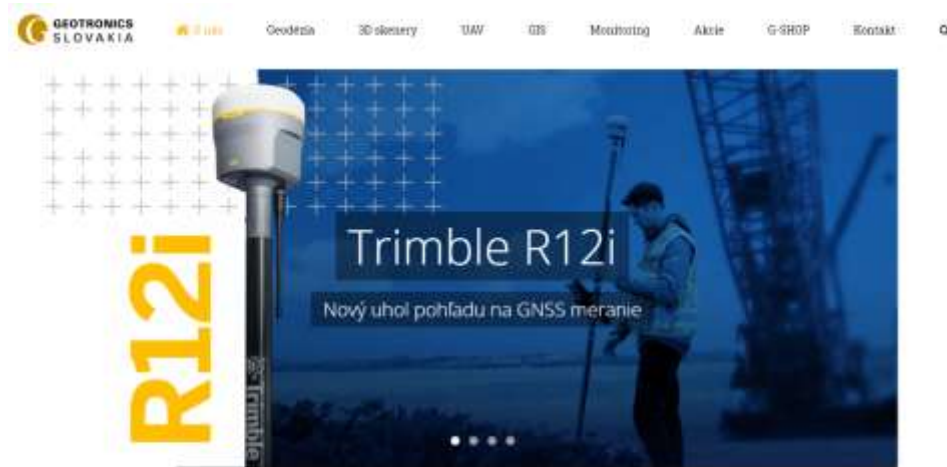 GEOTRONICS
SLOVAKIA
O nás
Geodézia
3D skenery
UAV
GIS
Monitoring
Akcie
G-SHOP
Kontakt
R12i
Trimble R12i
Nový uhol pohľadu na GNSS meranie
Trimble